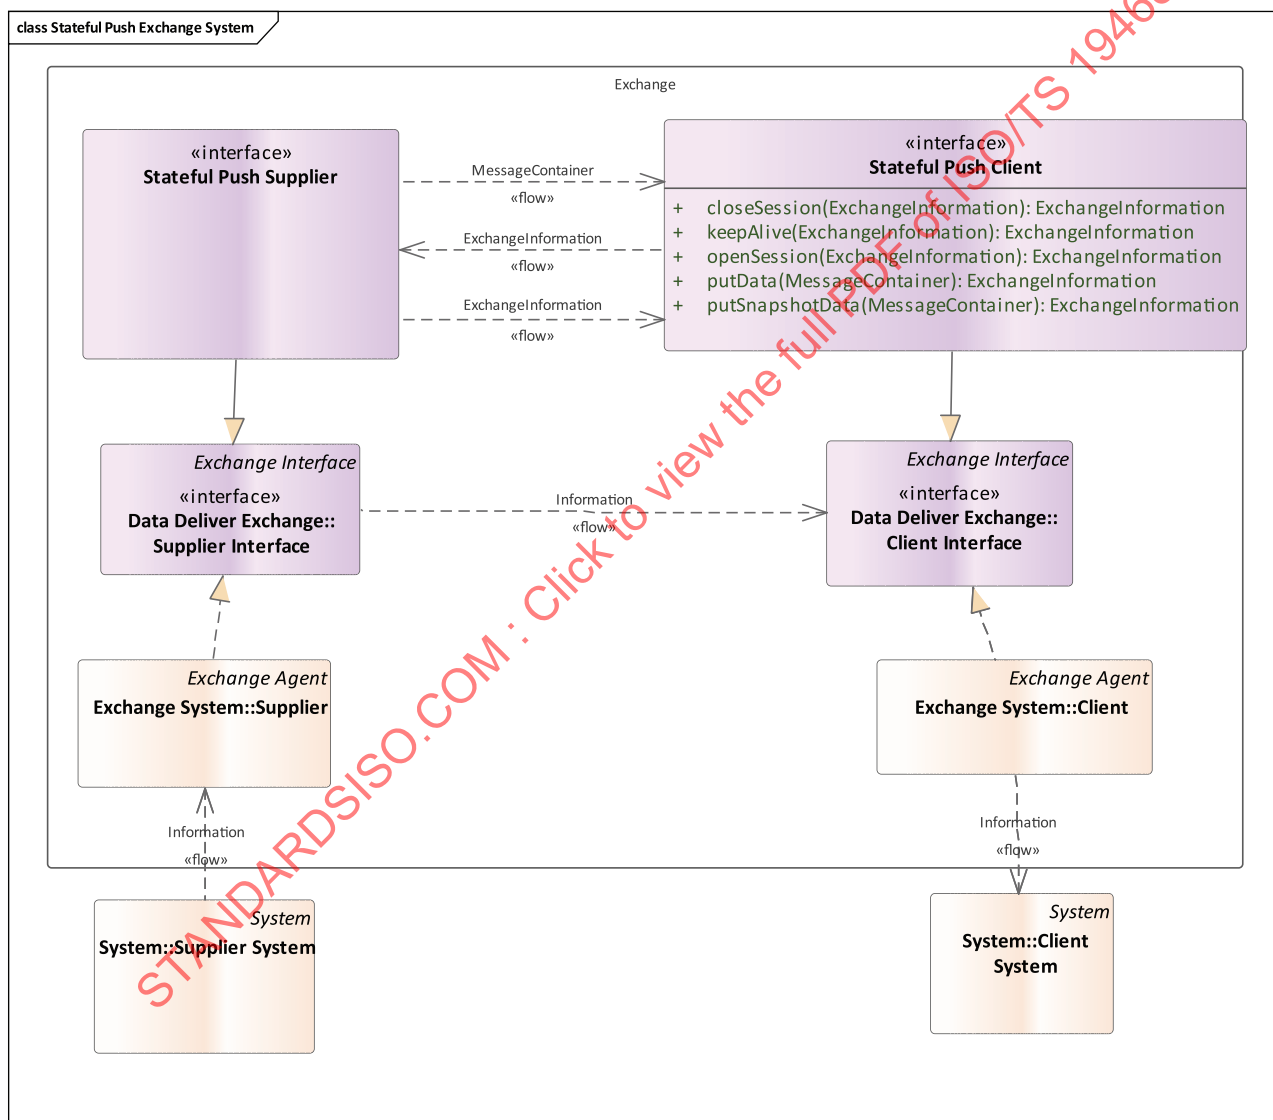 class Stateful Push Exchange System
Exchange
«interface»
Stateful Push Supplier
MessageContainer
«flow»
ExchangeInformation
«flow»
ExchangeInformation
«flow»
«interface»
Stateful Push Client
+ closeSession(ExchangeInformation): ExchangeInformation
+ keepAlive(ExchangeInformation): ExchangeInformation
+ openSession(ExchangeInformation): ExchangeInformation
+ putData(MessageContainer): ExchangeInformation
+ putSnapshotData(MessageContainer): ExchangeInformation
Exchange Interface
«interface»
Data Deliver Exchange::
Supplier Interface
Information
«flow»
Exchange Interface
«interface»
Data Deliver Exchange::
Client Interface
Exchange Agent
Exchange System::Supplier
Exchange Agent
Exchange System::Client
Information
«flow»
Information
«flow»
System
System::Supplier System
System
System::Client
System
STANDARDSISO.COM : Click to view the full PDF of ISO/TS